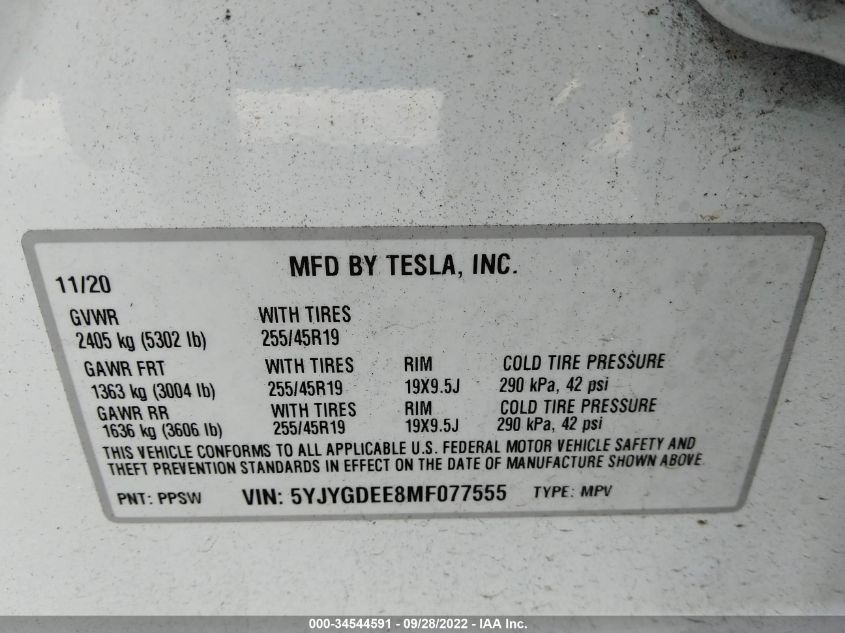 MFD BY TESLA, INC.
11/20
GVWR WITH TIRES
2405 kg (5302 lb) 255/45R19
GAWR FRT WITH TIRES RIM COLD TIRE PRESSURE
1363 kg (3004 lb) 255/45R19 19X9.5J 290 kPa, 42 psi
GAWR RR WITH TIRES RIM COLD TIRE PRESSURE
1636 kg (3606 lb) 255/45R19 19X9.5J 290 kPa, 42 psi
THIS VEHICLE CONFORMS TO ALL APPLICABLE U.S. FEDERAL MOTOR VEHICLE SAFETY AND
THEFT PREVENTION STANDARDS IN EFFECT ON THE DATE OF MANUFACTURE SHOWN ABOVE
PNT: PPSW VIN: 5YJYGDEE8MF077555 TYPE: MPV
000-34544591 - 09/28/2022 - IAA Inc.